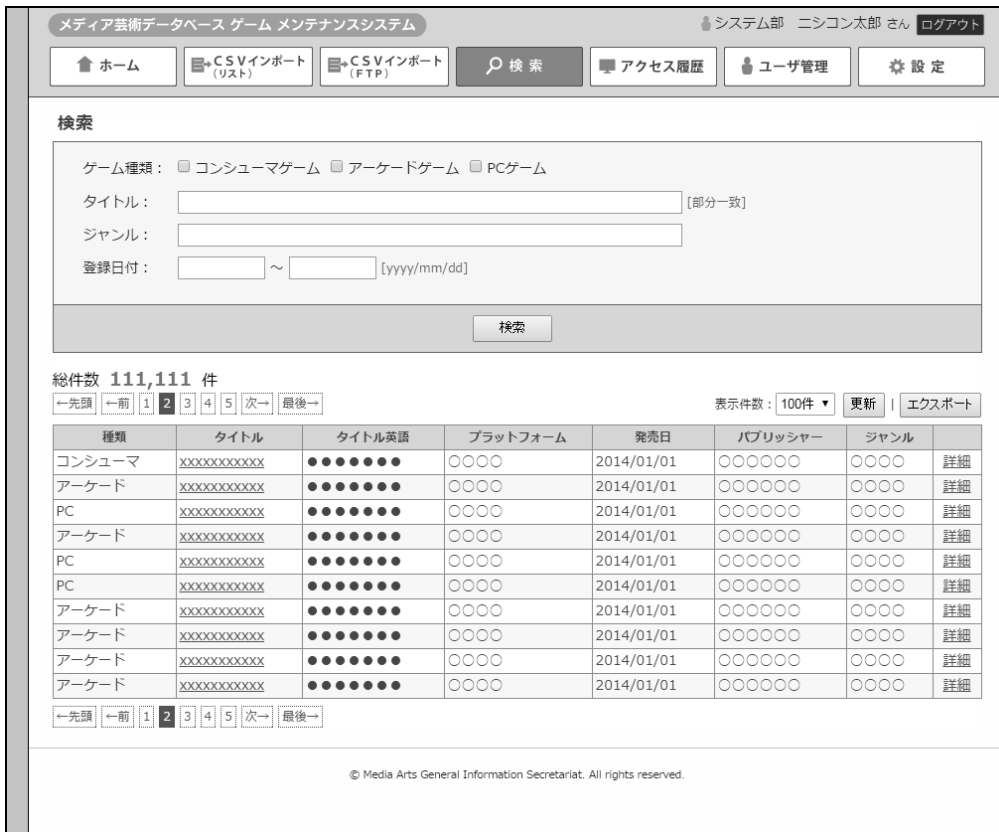 メディア芸術データベース ゲーム メンテナンスシステム
システム部　ニシコン太郎 さん ログアウト
ホーム
CSVインポート
（リスト）
CSVインポート
（FTP）
検 索
アクセス履歴
ユーザ管理
設 定
検索
ゲーム種類： コンシューマゲーム アーケードゲーム PCゲーム
タイトル： [部分一致]
ジャンル：
登録日付： ～ [yyyy/mm/dd]
検索
総件数 111,111 件
←先頭 ←前 1 2 3 4 5 次→ 最後→ 表示件数： 100件 ▼ 更新 | エクスポート
種類 タイトル タイトル英語 プラットフォーム 発売日 パブリッシャー ジャンル
コンシューマ xxxxxxxxxxx ●●●●●●● ○○○○ 2014/01/01 ○○○○○○ ○○○○ 詳細
アーケード xxxxxxxxxxx ●●●●●●● ○○○○ 2014/01/01 ○○○○○○ ○○○○ 詳細
PC xxxxxxxxxxx ●●●●●●● ○○○○ 2014/01/01 ○○○○○○ ○○○○ 詳細
アーケード xxxxxxxxxxx ●●●●●●● ○○○○ 2014/01/01 ○○○○○○ ○○○○ 詳細
PC xxxxxxxxxxx ●●●●●●● ○○○○ 2014/01/01 ○○○○○○ ○○○○ 詳細
PC xxxxxxxxxxx ●●●●●●● ○○○○ 2014/01/01 ○○○○○○ ○○○○ 詳細
アーケード xxxxxxxxxxx ●●●●●●● ○○○○ 2014/01/01 ○○○○○○ ○○○○ 詳細
アーケード xxxxxxxxxxx ●●●●●●● ○○○○ 2014/01/01 ○○○○○○ ○○○○ 詳細
アーケード xxxxxxxxxxx ●●●●●●● ○○○○ 2014/01/01 ○○○○○○ ○○○○ 詳細
アーケード xxxxxxxxxxx ●●●●●●● ○○○○ 2014/01/01 ○○○○○○ ○○○○ 詳細
←先頭 ←前 1 2 3 4 5 次→ 最後→
© Media Arts General Information Secretariat. All rights reserved.